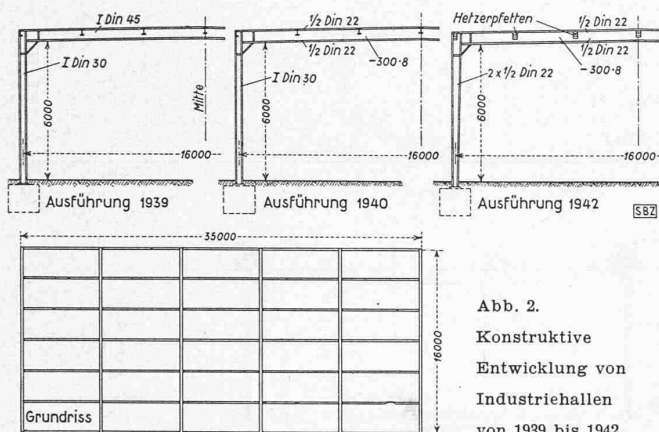 I Din 45
I Din 30
6000
Mitte
16000
Ausführung 1939
½ Din 22
½ Din 22
-300·8
I Din 30
6000
16000
Ausführung 1940
Hetzerpfetten
½ Din 22
½ Din 22
-300·8
2 x ½ Din 22
6000
16000
Ausführung 1942
SBZ
35000
16000
Grundriss
Abb. 2.
Konstruktive
Entwicklung von
Industriehallen
von 1939 bis 1942